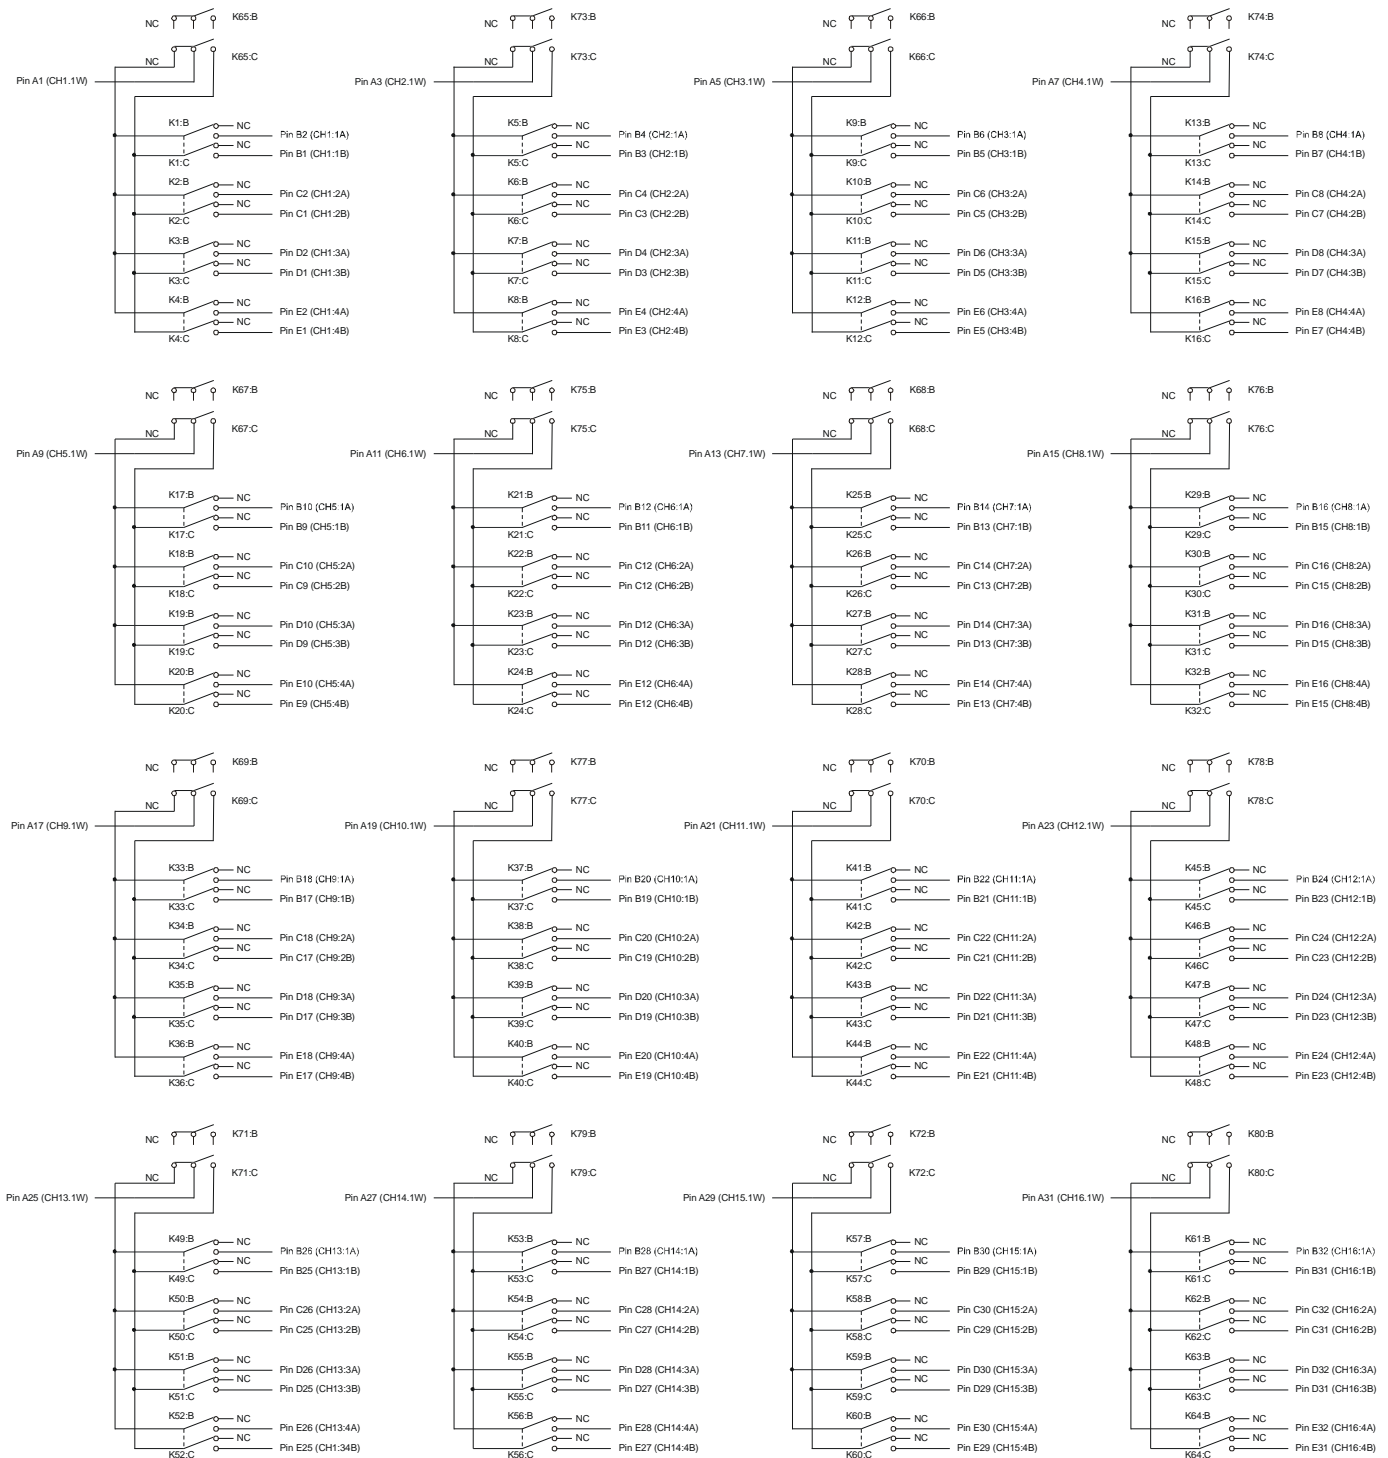 NC
K65:B
NC
K65:C
Pin A1 (CH1.1W)
K1:B
NC
Pin B2 (CH1:1A)
NC
Pin B1 (CH1:1B)
K1:C
K2:B
NC
Pin C2 (CH1:2A)
NC
Pin C1 (CH1:2B)
K2:C
K3:B
NC
Pin D2 (CH1:3A)
NC
Pin D1 (CH1:3B)
K3:C
K4:B
NC
Pin E2 (CH1:4A)
NC
Pin E1 (CH1:4B)
K4:C
NC
K73:B
NC
K73:C
Pin A3 (CH2.1W)
K5:B
NC
Pin B4 (CH2:1A)
NC
Pin B3 (CH2:1B)
K5:C
K6:B
NC
Pin C4 (CH2:2A)
NC
Pin C3 (CH2:2B)
K6:C
K7:B
NC
Pin D4 (CH2:3A)
NC
Pin D3 (CH2:3B)
K7:C
K8:B
NC
Pin E4 (CH2:4A)
NC
Pin E3 (CH2:4B)
K8:C
NC
K66:B
NC
K66:C
Pin A5 (CH3.1W)
K9:B
NC
Pin B6 (CH3:1A)
NC
Pin B5 (CH3:1B)
K9:C
K10:B
NC
Pin C6 (CH3:2A)
NC
Pin C5 (CH3:2B)
K10:C
K11:B
NC
Pin D6 (CH3:3A)
NC
Pin D5 (CH3:3B)
K11:C
K12:B
NC
Pin E6 (CH3:4A)
NC
Pin E5 (CH3:4B)
K12:C
NC
K74:B
NC
K74:C
Pin A7 (CH4.1W)
K13:B
NC
Pin B8 (CH4:1A)
NC
Pin B7 (CH4:1B)
K13:C
K14:B
NC
Pin C8 (CH4:2A)
NC
Pin C7 (CH4:2B)
K14:C
K15:B
NC
Pin D8 (CH4:3A)
NC
Pin D7 (CH4:3B)
K15:C
K16:B
NC
Pin E8 (CH4:4A)
NC
Pin E7 (CH4:4B)
K16:C
NC
K67:B
NC
K67:C
Pin A9 (CH5.1W)
K17:B
NC
Pin B10 (CH5:1A)
NC
Pin B9 (CH5:1B)
K17:C
K18:B
NC
Pin C10 (CH5:2A)
NC
Pin C9 (CH5:2B)
K18:C
K19:B
NC
Pin D10 (CH5:3A)
NC
Pin D9 (CH5:3B)
K19:C
K20:B
NC
Pin E10 (CH5:4A)
NC
Pin E9 (CH5:4B)
K20:C
NC
K75:B
NC
K75:C
Pin A11 (CH6.1W)
K21:B
NC
Pin B12 (CH6:1A)
NC
Pin B11 (CH6:1B)
K21:C
K22:B
NC
Pin C12 (CH6:2A)
NC
Pin C12 (CH6:2B)
K22:C
K23:B
NC
Pin D12 (CH6:3A)
NC
Pin D12 (CH6:3B)
K23:C
K24:B
NC
Pin E12 (CH6:4A)
NC
Pin E12 (CH6:4B)
K24:C
NC
K68:B
NC
K68:C
Pin A13 (CH7.1W)
K25:B
NC
Pin B14 (CH7:1A)
NC
Pin B13 (CH7:1B)
K25:C
K26:B
NC
Pin C14 (CH7:2A)
NC
Pin C13 (CH7:2B)
K26:C
K27:B
NC
Pin D14 (CH7:3A)
NC
Pin D13 (CH7:3B)
K27:C
K28:B
NC
Pin E14 (CH7:4A)
NC
Pin E13 (CH7:4B)
K28:C
NC
K76:B
NC
K76:C
Pin A15 (CH8.1W)
K29:B
NC
Pin B16 (CH8:1A)
NC
Pin B15 (CH8:1B)
K29:C
K30:B
NC
Pin C16 (CH8:2A)
NC
Pin C15 (CH8:2B)
K30:C
K31:B
NC
Pin D16 (CH8:3A)
NC
Pin D15 (CH8:3B)
K31:C
K32:B
NC
Pin E16 (CH8:4A)
NC
Pin E15 (CH8:4B)
K32:C
NC
K69:B
NC
K69:C
Pin A17 (CH9.1W)
K33:B
NC
Pin B18 (CH9:1A)
NC
Pin B17 (CH9:1B)
K33:C
K34:B
NC
Pin C18 (CH9:2A)
NC
Pin C17 (CH9:2B)
K34:C
K35:B
NC
Pin D18 (CH9:3A)
NC
Pin D17 (CH9:3B)
K35:C
K36:B
NC
Pin E18 (CH9:4A)
NC
Pin E17 (CH9:4B)
K36:C
NC
K77:B
NC
K77:C
Pin A19 (CH10.1W)
K37:B
NC
Pin B20 (CH10:1A)
NC
Pin B19 (CH10:1B)
K37:C
K38:B
NC
Pin C20 (CH10:2A)
NC
Pin C19 (CH10:2B)
K38:C
K39:B
NC
Pin D20 (CH10:3A)
NC
Pin D19 (CH10:3B)
K39:C
K40:B
NC
Pin E20 (CH10:4A)
NC
Pin E19 (CH10:4B)
K40:C
NC
K70:B
NC
K70:C
Pin A21 (CH11.1W)
K41:B
NC
Pin B22 (CH11:1A)
NC
Pin B21 (CH11:1B)
K41:C
K42:B
NC
Pin C22 (CH11:2A)
NC
Pin C21 (CH11:2B)
K42:C
K43:B
NC
Pin D22 (CH11:3A)
NC
Pin D21 (CH11:3B)
K43:C
K44:B
NC
Pin E22 (CH11:4A)
NC
Pin E21 (CH11:4B)
K44:C
NC
K78:B
NC
K78:C
Pin A23 (CH12.1W)
K45:B
NC
Pin B24 (CH12:1A)
NC
Pin B23 (CH12:1B)
K45:C
K46:B
NC
Pin C24 (CH12:2A)
NC
Pin C23 (CH12:2B)
K46C
K47:B
NC
Pin D24 (CH12:3A)
NC
Pin D23 (CH12:3B)
K47:C
K48:B
NC
Pin E24 (CH12:4A)
NC
Pin E23 (CH12:4B)
K48:C
NC
K71:B
NC
K71:C
Pin A25 (CH13.1W)
K49:B
NC
Pin B26 (CH13:1A)
NC
Pin B25 (CH13:1B)
K49:C
K50:B
NC
Pin C26 (CH13:2A)
NC
Pin C25 (CH13:2B)
K50:C
K51:B
NC
Pin D26 (CH13:3A)
NC
Pin D25 (CH13:3B)
K51:C
K52:B
NC
Pin E26 (CH13:4A)
NC
Pin E25 (CH1:34B)
K52:C
NC
K79:B
NC
K79:C
Pin A27 (CH14.1W)
K53:B
NC
Pin B28 (CH14:1A)
NC
Pin B27 (CH14:1B)
K53:C
K54:B
NC
Pin C28 (CH14:2A)
NC
Pin C27 (CH14:2B)
K54:C
K55:B
NC
Pin D28 (CH14:3A)
NC
Pin D27 (CH14:3B)
K55:C
K56:B
NC
Pin E28 (CH14:4A)
NC
Pin E27 (CH14:4B)
K56:C
NC
K72:B
NC
K72:C
Pin A29 (CH15.1W)
K57:B
NC
Pin B30 (CH15:1A)
NC
Pin B29 (CH15:1B)
K57:C
K58:B
NC
Pin C30 (CH15:2A)
NC
Pin C29 (CH15:2B)
K58:C
K59:B
NC
Pin D30 (CH15:3A)
NC
Pin D29 (CH15:3B)
K59:C
K60:B
NC
Pin E30 (CH15:4A)
NC
Pin E29 (CH15:4B)
K60:C
NC
K80:B
NC
K80:C
Pin A31 (CH16.1W)
K61:B
NC
Pin B32 (CH16:1A)
NC
Pin B31 (CH16:1B)
K61:C
K62:B
NC
Pin C32 (CH16:2A)
NC
Pin C31 (CH16:2B)
K62:C
K63:B
NC
Pin D32 (CH16:3A)
NC
Pin D31 (CH16:3B)
K63:C
K64:B
NC
Pin E32 (CH16:4A)
NC
Pin E31 (CH16:4B)
K64:C